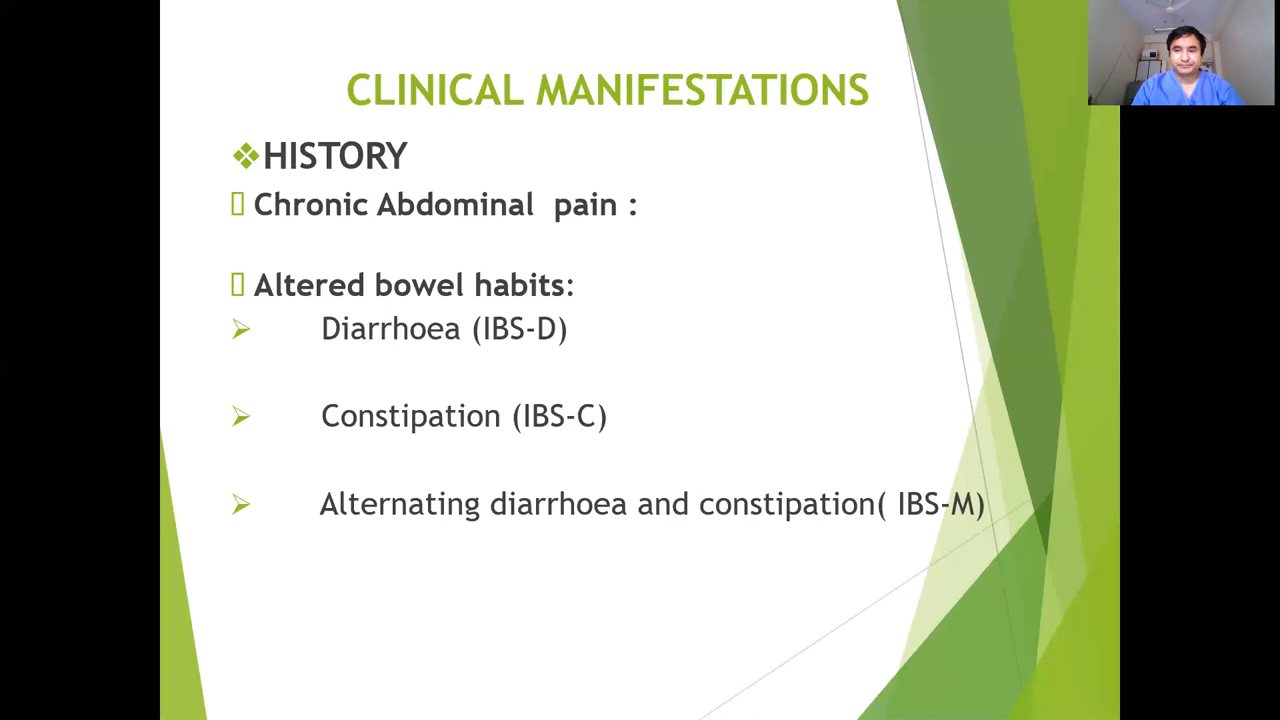 CLINICAL MANIFESTATIONS
❖HISTORY
Chronic Abdominal pain :
Altered bowel habits:
➢ Diarrhoea (IBS-D)
➢ Constipation (IBS-C)
➢ Alternating diarrhoea and constipation( IBS-M)